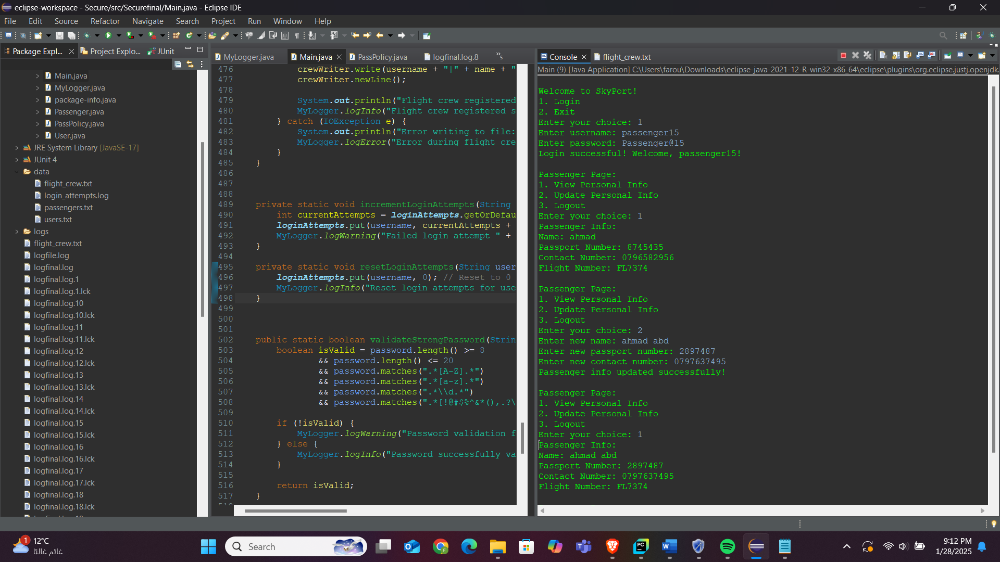 eclipse-workspace - Secure/src/Securefinal/Main.java - Eclipse IDE
File Edit Source Refactor Navigate Search Project Run Window Help
Package Expl...
Project Explo...
JUnit
Main.java
MyLogger.java
package-info.java
Passenger.java
PassPolicy.java
User.java
JRE System Library [JavaSE-17]
JUnit 4
data
flight_crew.txt
login_attempts.log
passengers.txt
users.txt
logs
flight_crew.txt
logfile.log
logfinal.log
logfinal.log.1
logfinal.log.1.lck
logfinal.log.10
logfinal.log.10.lck
logfinal.log.11
logfinal.log.11.lck
logfinal.log.12
logfinal.log.12.lck
logfinal.log.13
logfinal.log.13.lck
logfinal.log.14
logfinal.log.14.lck
logfinal.log.15
logfinal.log.15.lck
logfinal.log.16
logfinal.log.16.lck
logfinal.log.17
logfinal.log.17.lck
logfinal.log.18
logfinal.log.18.lck
MyLogger.java
Main.java
PassPolicy.java
logfinal.log.8
»5
476 crewWriter.write(username + "|" + name + "
477 crewWriter.newLine();
478
479 System.out.println("Flight crew registered
480 MyLogger.logInfo("Flight crew registered s
481 } catch (IOException e) {
482 System.out.println("Error writing to file:
483 MyLogger.logError("Error during flight cre
484 }
485 }
486
487
488
489 private static void incrementLoginAttempts(String
490 int currentAttempts = loginAttempts.getOrDefau
491 loginAttempts.put(username, currentAttempts +
492 MyLogger.logWarning("Failed login attempt " +
493 }
494
495 private static void resetLoginAttempts(String user
496 loginAttempts.put(username, 0); // Reset to 0
497 MyLogger.logInfo("Reset login attempts for use
498 }
499
500
501
502 public static boolean validateStrongPassword(Strin
503 boolean isValid = password.length() >= 8
504 && password.length() <= 20
505 && password.matches(".*[A-Z].*")
506 && password.matches(".*[a-z].*")
507 && password.matches(".*\\d.*")
508 && password.matches(".*[!@#$%^&*(),.?\
509
510 if (!isValid) {
511 MyLogger.logWarning("Password validation f
512 } else {
513 MyLogger.logInfo("Password successfully va
514 }
515
516 return isValid;
517 }
Console
flight_crew.txt
Main (9) [Java Application] C:\Users\farou\Downloads\eclipse-java-2021-12-R-win32-x86_64\eclipse\plugins\org.eclipse.justj.openjdk.
Welcome to SkyPort!
1. Login
2. Exit
Enter your choice: 1
Enter username: passenger15
Enter password: Passenger@15
Login successful! Welcome, passenger15!
Passenger Page:
1. View Personal Info
2. Update Personal Info
3. Logout
Enter your choice: 1
Passenger Info:
Name: ahmad
Passport Number: 8745435
Contact Number: 0796582956
Flight Number: FL7374
Passenger Page:
1. View Personal Info
2. Update Personal Info
3. Logout
Enter your choice: 2
Enter new name: ahmad abd
Enter new passport number: 2897487
Enter new contact number: 0797637495
Passenger info updated successfully!
Passenger Page:
1. View Personal Info
2. Update Personal Info
3. Logout
Enter your choice: 1
Passenger Info:
Name: ahmad abd
Passport Number: 2897487
Contact Number: 0797637495
Flight Number: FL7374
1
12°C
غائم غالبًا
Search
9:12 PM
1/28/2025